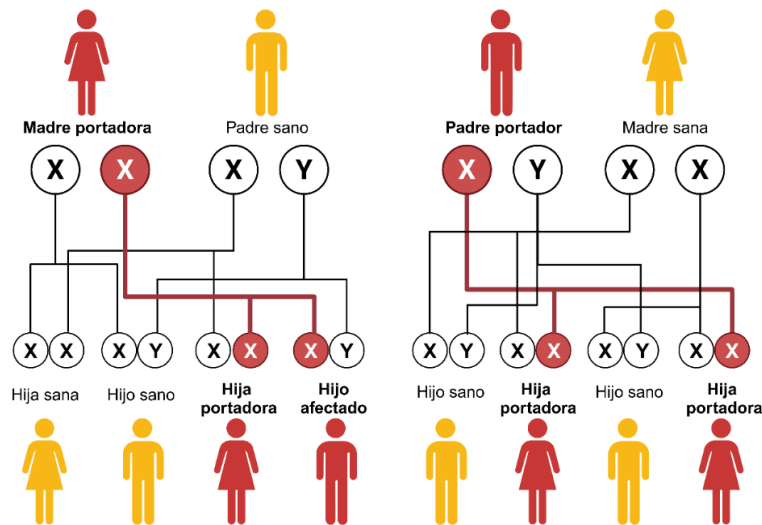 Madre portadora
Padre sano
Padre portador
Madre sana
X X X Y
X Y X X
X X X Y X X X Y
X Y X X X Y X X
Hija sana
Hijo sano
Hija
portadora
Hijo
afectado
Hijo sano
Hija
portadora
Hijo sano
Hija
portadora